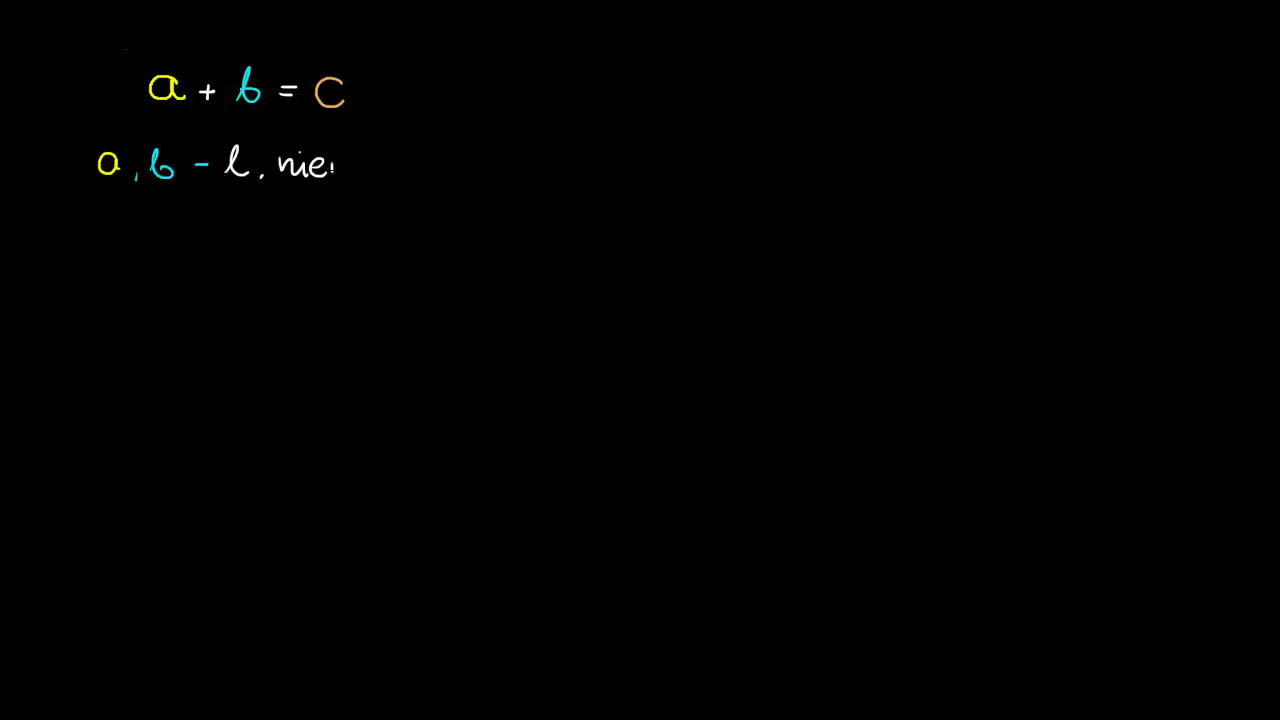 a + b = c
a, b - l. nie